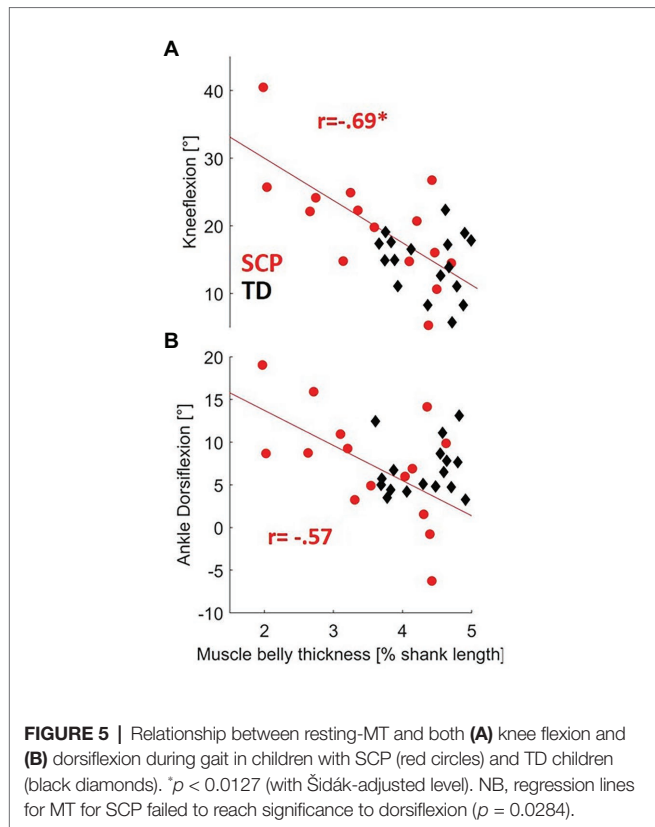 A
40
30
20
10
Kneeflexion [°]
r=-.69*
SCP
TD
B
20
15
10
5
0
-5
-10
Ankle Dorsiflexion [°]
r= -.57
2 3 4 5
Muscle belly thickness [% shank length]
FIGURE 5 | Relationship between resting-MT and both (A) knee flexion and
(B) dorsiflexion during gait in children with SCP (red circles) and TD children
(black diamonds). *p < 0.0127 (with Šidák-adjusted level). NB, regression lines
for MT for SCP failed to reach significance to dorsiflexion (p = 0.0284).